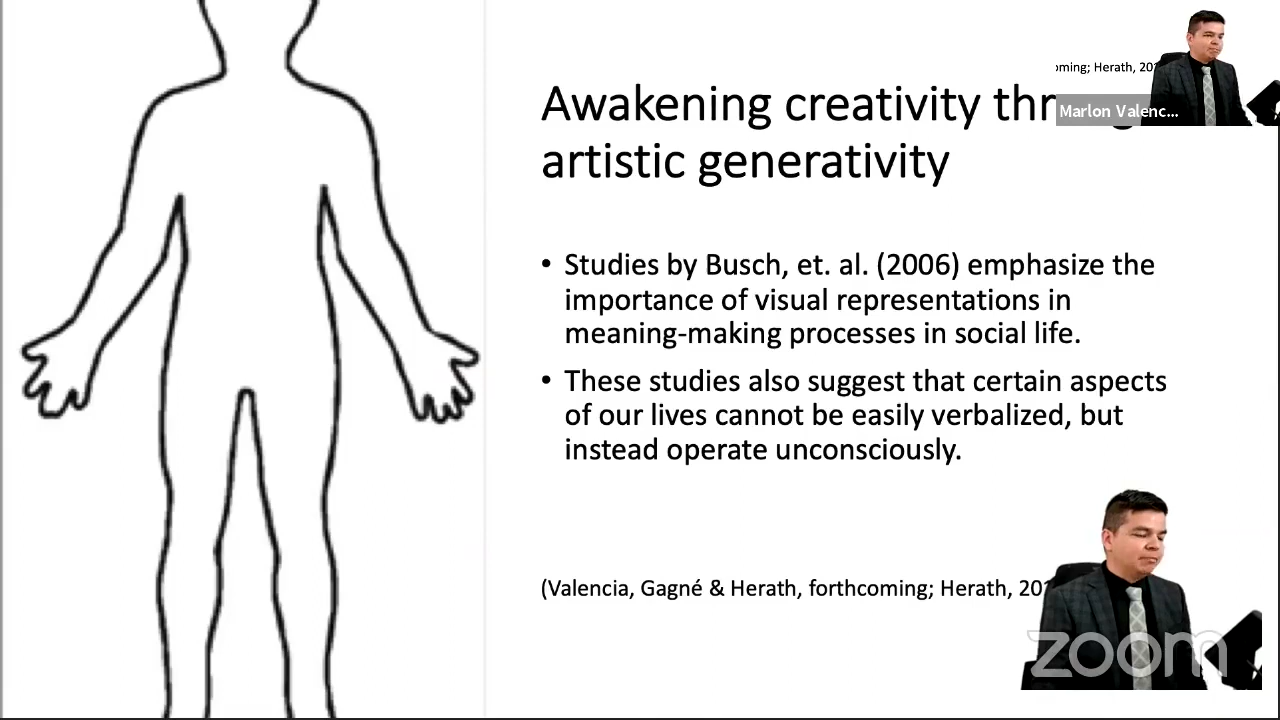 oming; Herath, 20
Marlon Valenc...
Awakening creativity thr
artistic generativity
• Studies by Busch, et. al. (2006) emphasize the
importance of visual representations in
meaning-making processes in social life.
• These studies also suggest that certain aspects
of our lives cannot be easily verbalized, but
instead operate unconsciously.
(Valencia, Gagné & Herath, forthcoming; Herath, 20
zoom